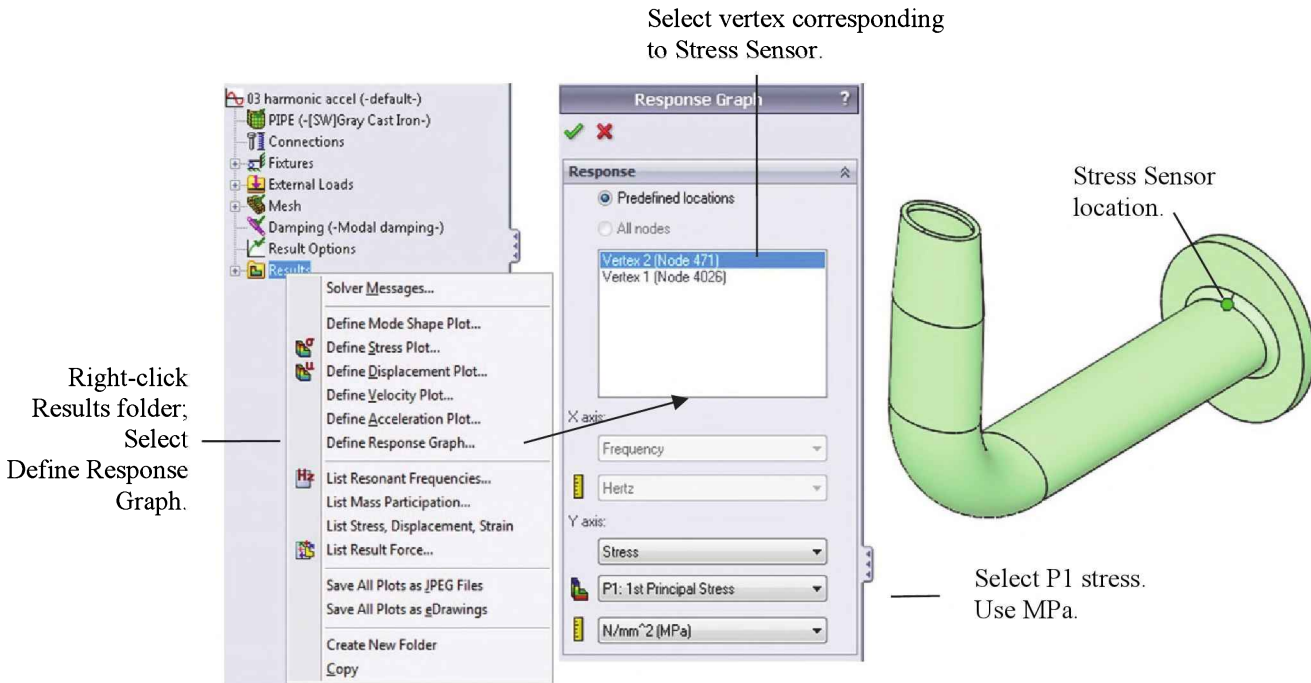 Select vertex corresponding
to Stress Sensor.
03 harmonic accel (-default-)
PIPE (-[SW]Gray Cast Iron-)
Connections
Fixtures
External Loads
Mesh
Damping (-Modal damping-)
Result Options
Results
Solver Messages...
Define Mode Shape Plot...
Define Stress Plot...
Define Displacement Plot...
Define Velocity Plot...
Define Acceleration Plot...
Define Response Graph...
Hz List Resonant Frequencies...
List Mass Participation...
List Stress, Displacement, Strain
List Result Force...
Save All Plots as JPEG Files
Save All Plots as eDrawings
Create New Folder
Copy
Right-click
Results folder;
Select
Define Response
Graph.
Response Graph ?
Response
Predefined locations
All nodes
Vertex 2 (Node 471)
Vertex 1 (Node 4026)
X axis:
Frequency
Hertz
Y axis:
Stress
P1: 1st Principal Stress
N/mm^2 (MPa)
Stress Sensor
location.
Select P1 stress.
Use MPa.